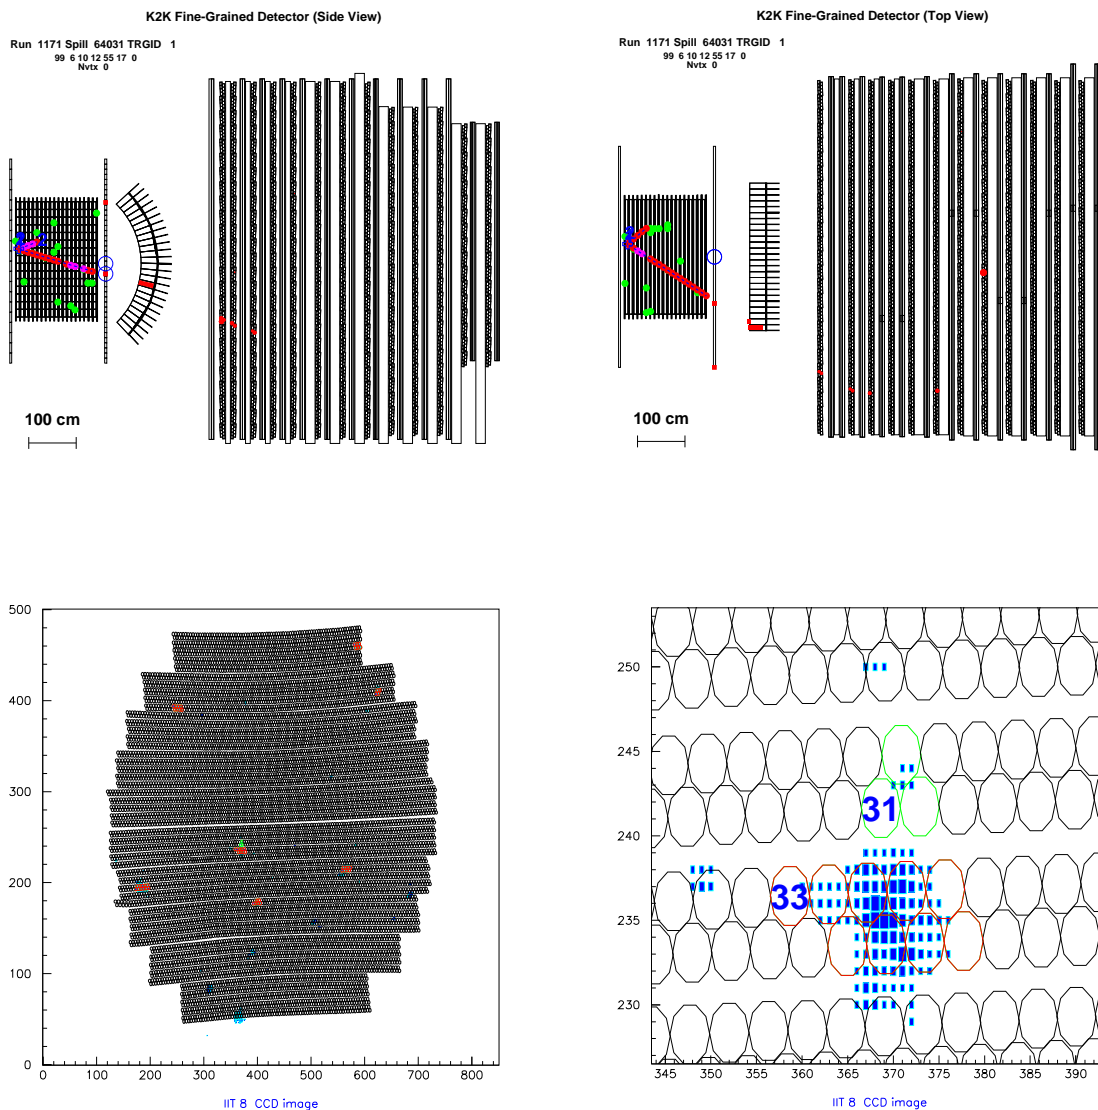 K2K Fine-Grained Detector (Side View)
Run 1171 Spill 64031 TRGID 1
99 6 10 12 55 17 0
Nvtx 0
100 cm
K2K Fine-Grained Detector (Top View)
Run 1171 Spill 64031 TRGID 1
99 6 10 12 55 17 0
Nvtx 0
100 cm
500
400
300
200
100
0
0 100 200 300 400 500 600 700 800
IIT 8 CCD image
250
245
240
235
230
31
33
345 350 355 360 365 370 375 380 385 390
IIT 8 CCD image